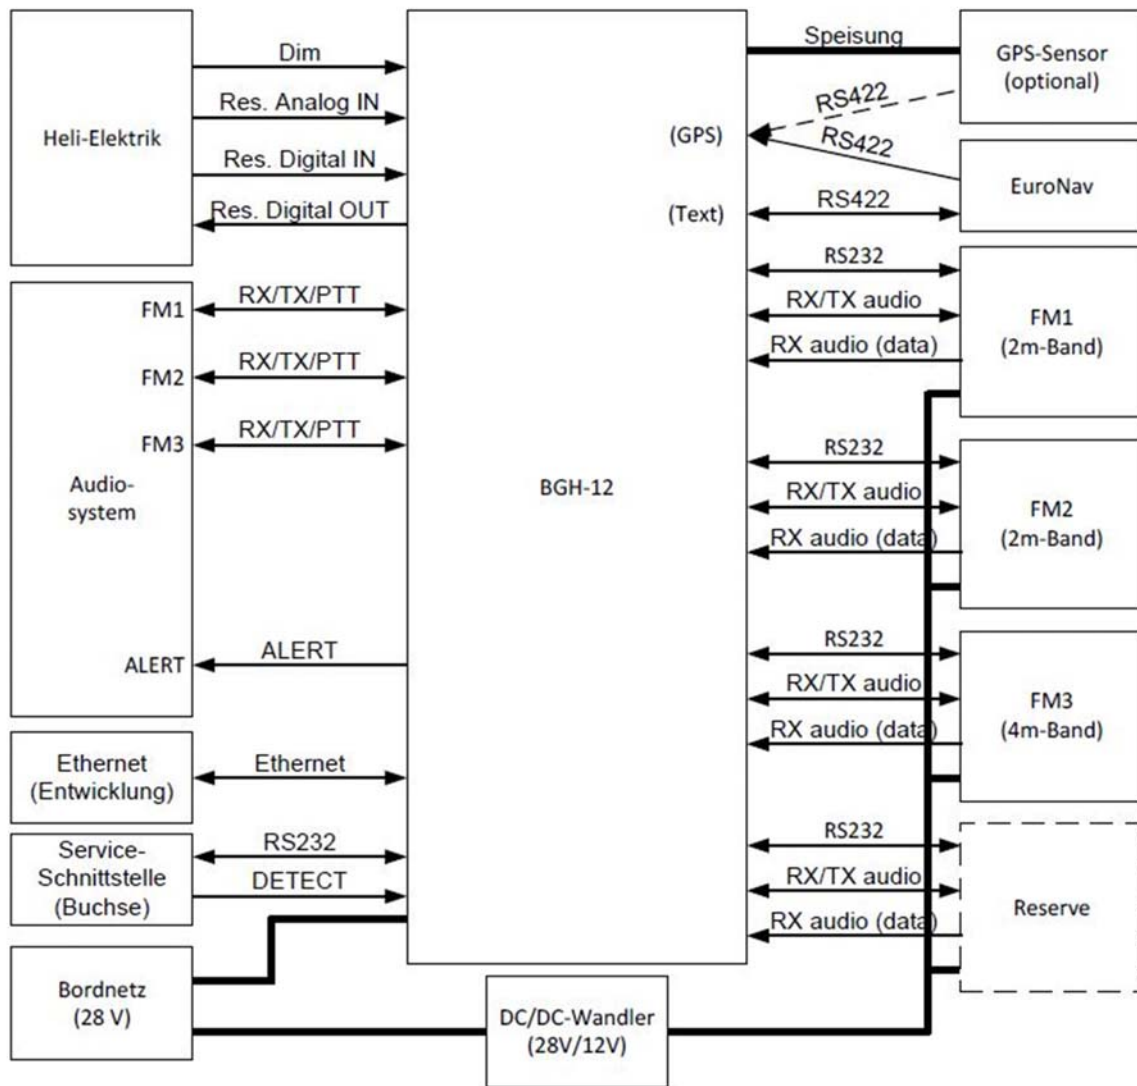 Heli-Elektrik
Dim
Res. Analog IN
Res. Digital IN
Res. Digital OUT
Audio-
system
FM1
RX/TX/PTT
FM2
RX/TX/PTT
FM3
RX/TX/PTT
ALERT
ALERT
Ethernet
(Entwicklung)
Ethernet
Service-
Schnittstelle
(Buchse)
RS232
DETECT
Bordnetz
(28 V)
BGH-12
(GPS)
(Text)
DC/DC-Wandler
(28V/12V)
Speisung
GPS-Sensor
(optional)
RS422
RS422
EuroNav
RS422
RS232
RX/TX audio
RX audio (data)
FM1
(2m-Band)
RS232
RX/TX audio
RX audio (data)
FM2
(2m-Band)
RS232
RX/TX audio
RX audio (data)
FM3
(4m-Band)
RS232
RX/TX audio
RX audio (data)
Reserve